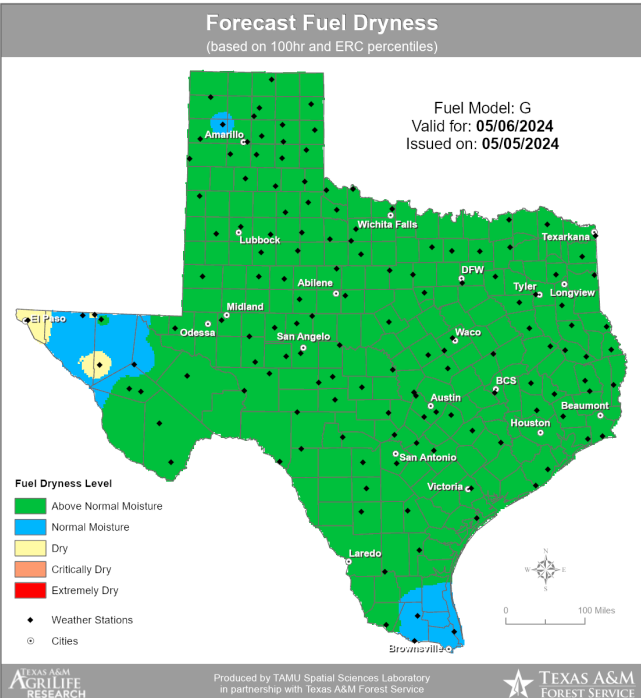 Forecast Fuel Dryness
(based on 100hr and ERC percentiles)
Fuel Model: G
Valid for: 05/06/2024
Issued on: 05/05/2024
Amarillo
Wichita Falls
Lubbock
Texarkana
DFW
Abilene
Tyler
Longview
El Paso
Midland
Odessa
San Angelo
Waco
BCS
Austin
Beaumont
Houston
San Antonio
Victoria
Fuel Dryness Level
Above Normal Moisture
Normal Moisture
Dry
Critically Dry
Extremely Dry
Weather Stations
Cities
Laredo
Brownsville
N
W E
S
0 100 Miles
TEXAS A&M
AGRILIFE
RESEARCH
Produced by TAMU Spatial Sciences Laboratory
in partnership with Texas A&M Forest Service
TEXAS A&M
FOREST SERVICE